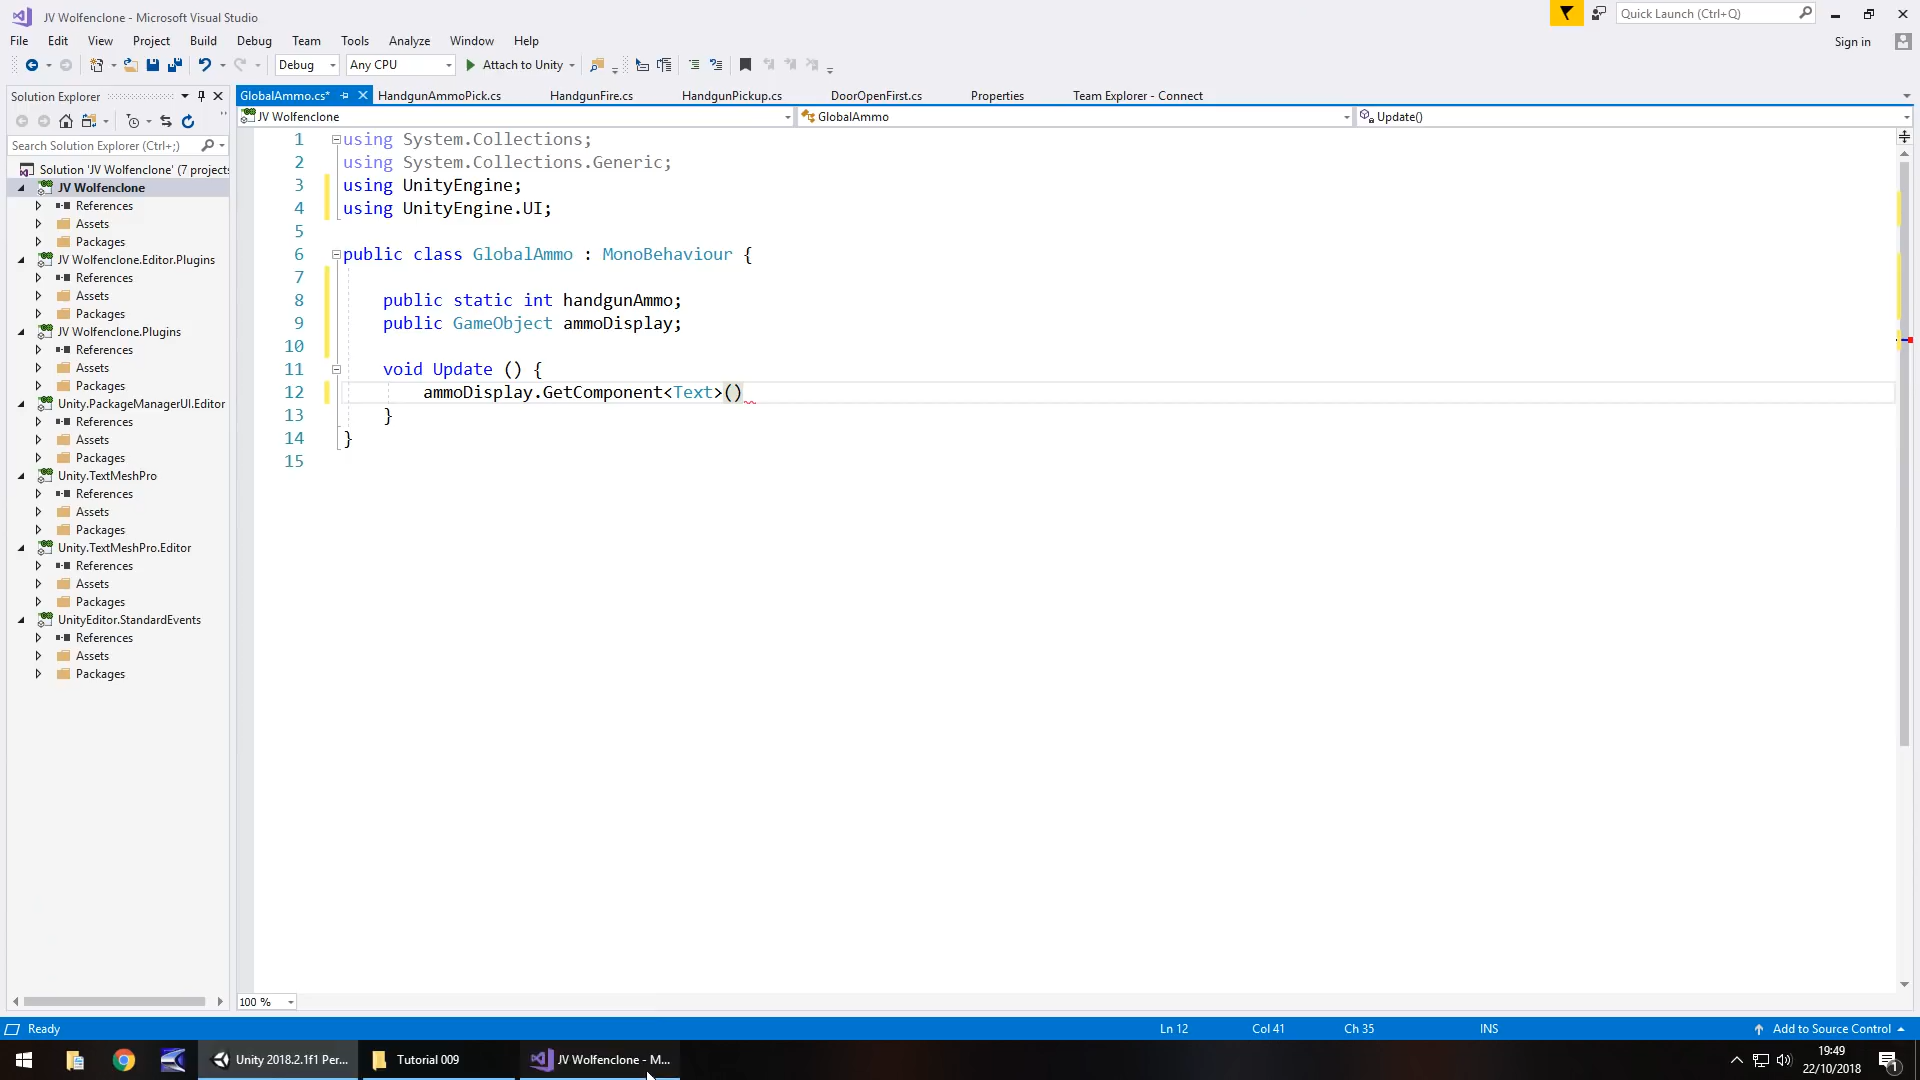 JV Wolfenclone - Microsoft Visual Studio
Quick Launch (Ctrl+Q)
File Edit View Project Build Debug Team Tools Analyze Window Help
Sign in
Debug Any CPU Attach to Unity
Solution Explorer
GlobalAmmo.cs* HandgunAmmoPick.cs HandgunFire.cs HandgunPickup.cs DoorOpenFirst.cs Properties Team Explorer - Connect
JV Wolfenclone GlobalAmmo Update()
Search Solution Explorer (Ctrl+;)
Solution 'JV Wolfenclone' (7 projects
JV Wolfenclone
References
Assets
Packages
JV Wolfenclone.Editor.Plugins
References
Assets
Packages
JV Wolfenclone.Plugins
References
Assets
Packages
Unity.PackageManagerUI.Editor
References
Assets
Packages
Unity.TextMeshPro
References
Assets
Packages
Unity.TextMeshPro.Editor
References
Assets
Packages
UnityEditor.StandardEvents
References
Assets
Packages
1 using System.Collections;
2 using System.Collections.Generic;
3 using UnityEngine;
4 using UnityEngine.UI;
5
6 public class GlobalAmmo : MonoBehaviour {
7
8 public static int handgunAmmo;
9 public GameObject ammoDisplay;
10
11 void Update () {
12 ammoDisplay.GetComponent<Text>()
13 }
14 }
15
100 %
Ready Ln 12 Col 41 Ch 35 INS Add to Source Control
Unity 2018.2.1f1 Per... Tutorial 009 JV Wolfenclone - M...
19:49
22/10/2018
1